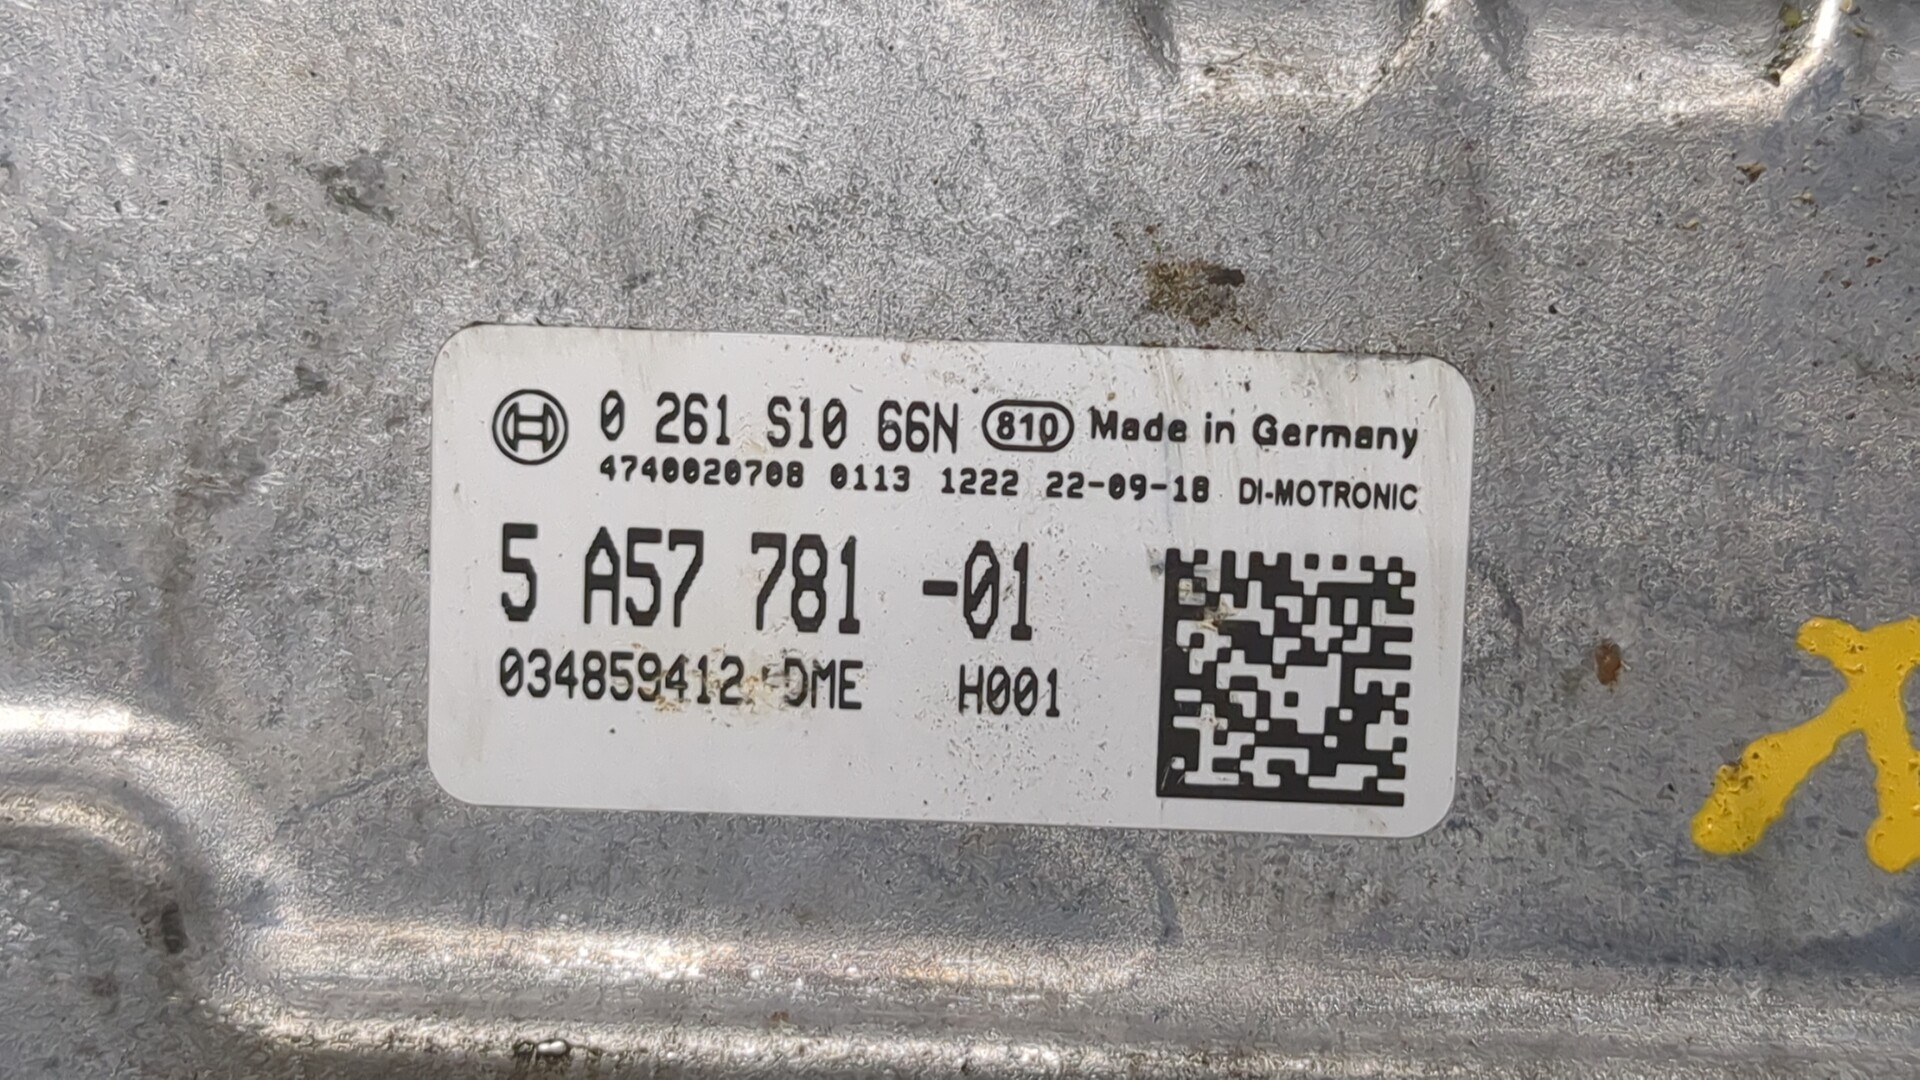 0 261 S10 66N 810 Made in Germany
4740020708 0113 1222 22-09-18 DI-MOTRONIC
5 A57 781 -01
034859412 DME H001